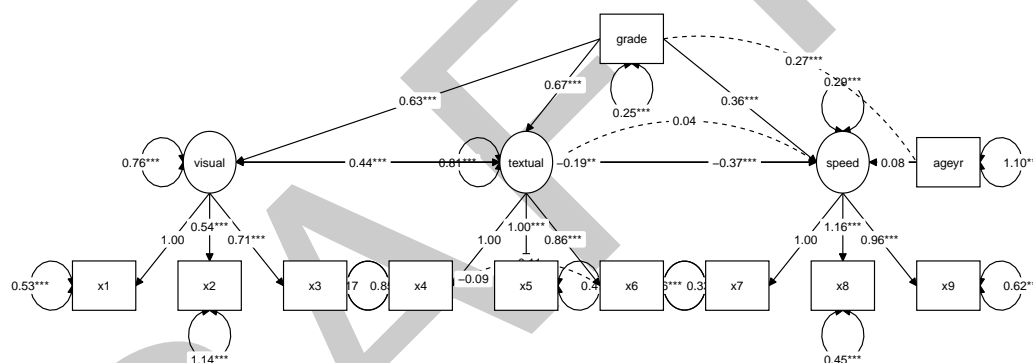 grade
0.27***
0.29***
0.67***
0.63***
0.36***
0.25***
0.04
0.76***
visual
0.44***
0.81***
textual
−0.19**
−0.37***
speed
0.08
ageyr
1.00
0.54***
0.71***
1.00
1.00***
0.86***
1.00
1.16***
0.96***
0.53***
x1
x2
x3
x4
−0.09
x5
x6
x7
x8
x9
1.14***
0.45***